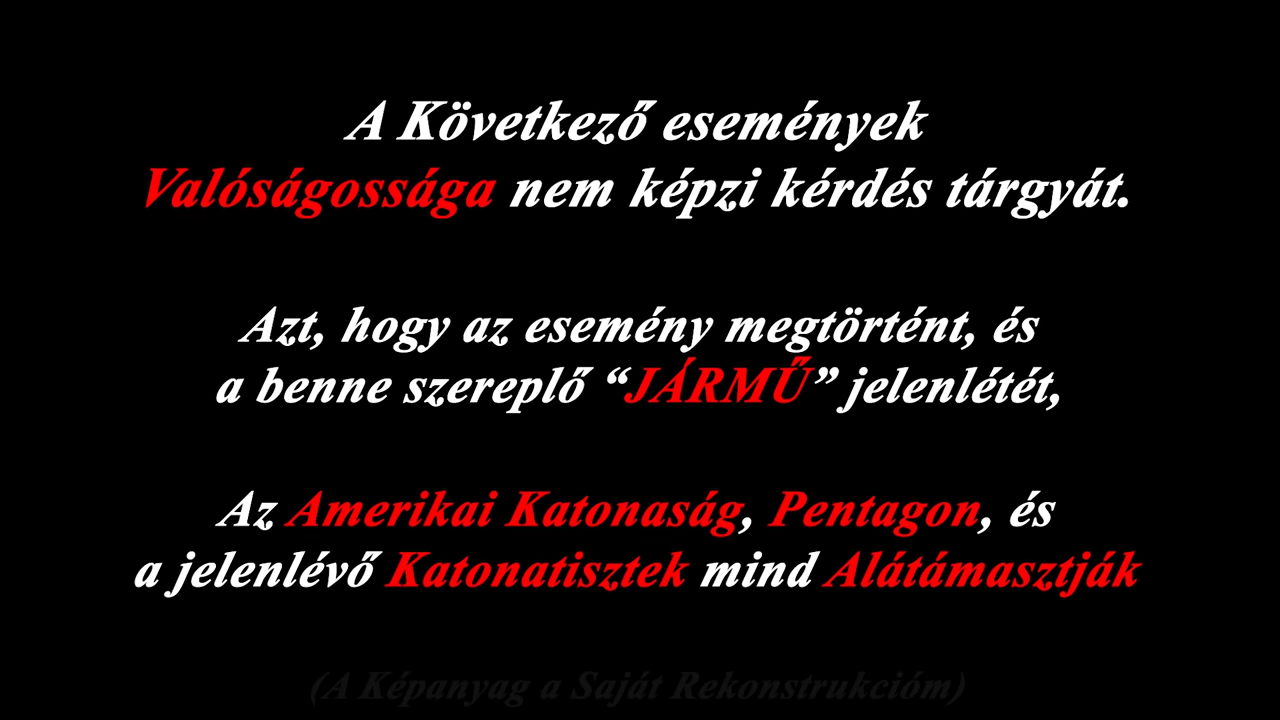 A Következő események
Valóságossága nem képzi kérdés tárgyát.
Azt, hogy az esemény megtörtént, és
a benne szereplő “JÁRMŰ” jelenlétét,
Az Amerikai Katonaság, Pentagon, és
a jelenlévő Katonatisztek mind Alátámasztják
(A Képanyag a Saját Rekonstrukcióm)